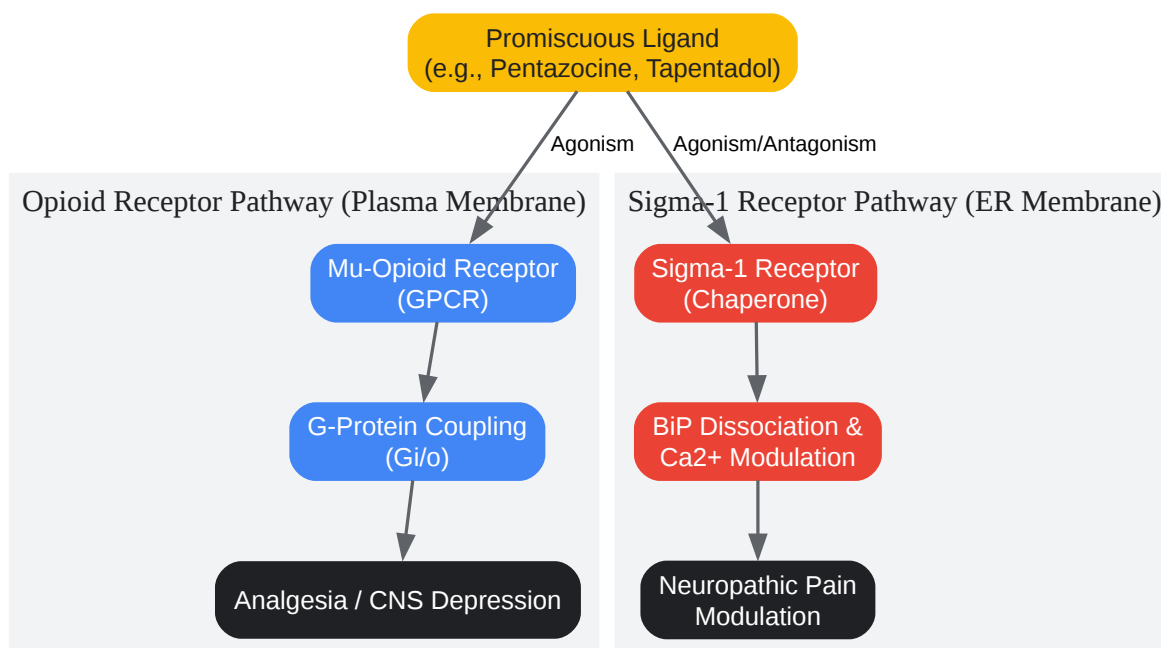 Promiscuous Ligand
(e.g., Pentazocine, Tapentadol)
Agonism
Agonism/Antagonism
Opioid Receptor Pathway (Plasma Membrane)
Sigma-1 Receptor Pathway (ER Membrane)
Mu-Opioid Receptor
(GPCR)
Sigma-1 Receptor
(Chaperone)
G-Protein Coupling
(Gi/o)
BiP Dissociation &
Ca2+ Modulation
Analgesia / CNS Depression
Neuropathic Pain
Modulation